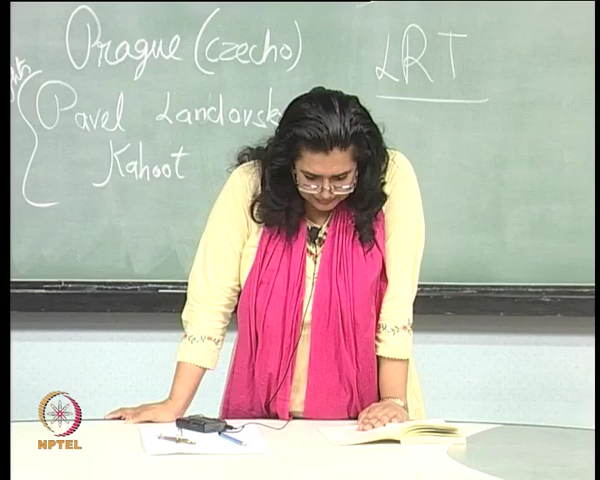 Prague (Czecho)
Pavel Landovsk
Kahoot
LRT
NPTEL